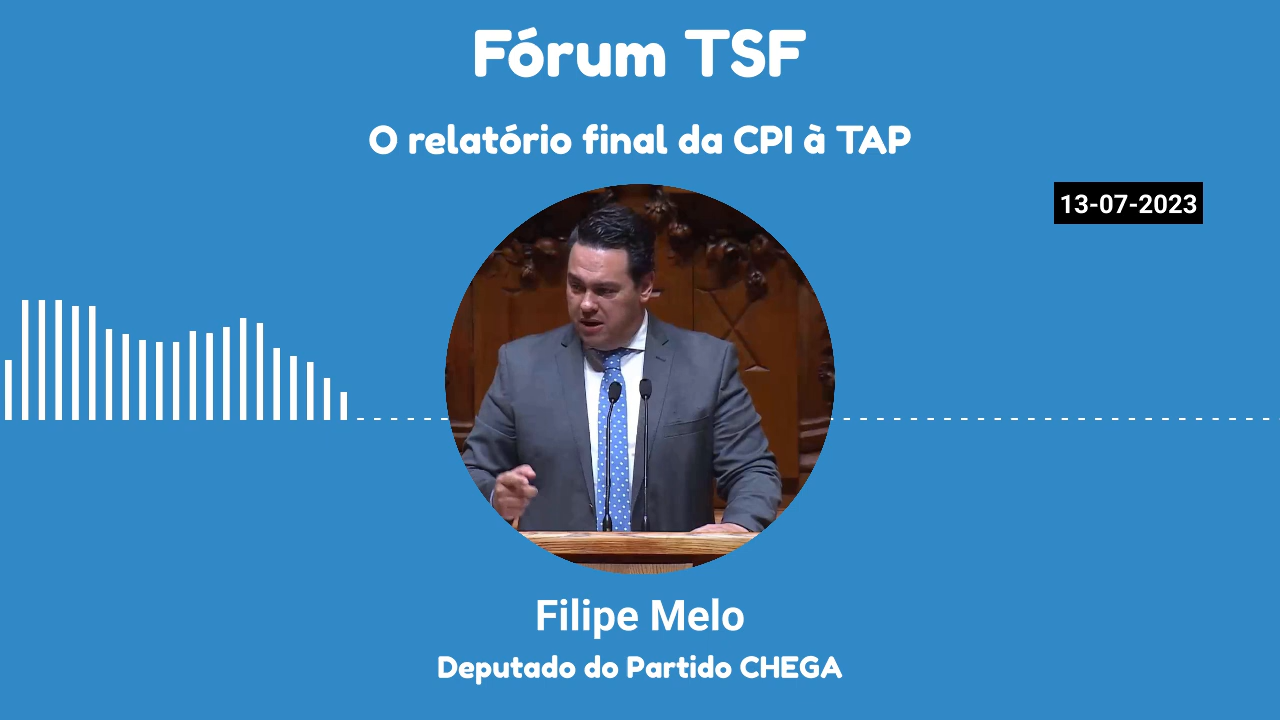 Fórum TSF
O relatório final da CPI à TAP
13-07-2023
Filipe Melo
Deputado do Partido CHEGA